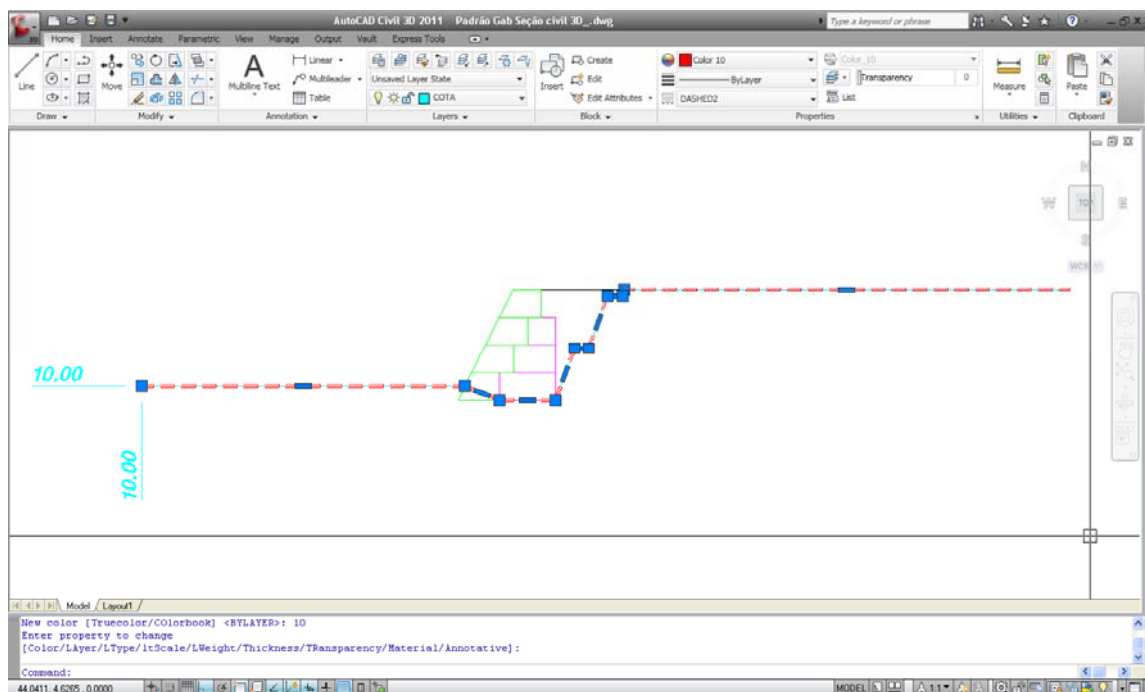 AutoCAD Civil 3D 2011 Padrão Gab Seção civil 3D_.dwg
Type a keyword or phrase
Home Insert Annotate Parametric View Manage Output Vault Express Tools
Line
Move
Multiline Text
Linear
Multileader
Table
Unsaved Layer State
COTA
Insert
Create
Edit
Edit Attributes
Color 10
ByLayer
DASHED2
Color_10
Transparency 0
List
Measure
Paste
Draw Modify Annotation Layers Block Properties Utilities Clipboard
N
W TOP E
S
WCS
10.00
10.00
Model Layout1
New color [Truecolor/COlorbook] <BYLAYER>: 10
Enter property to change
[Color/LAyer/LType/ltScale/LWeight/Thickness/TRansparency/Material/Annotative]:
Command:
44.0411, 4.6265, 0.0000
MODEL
1:1